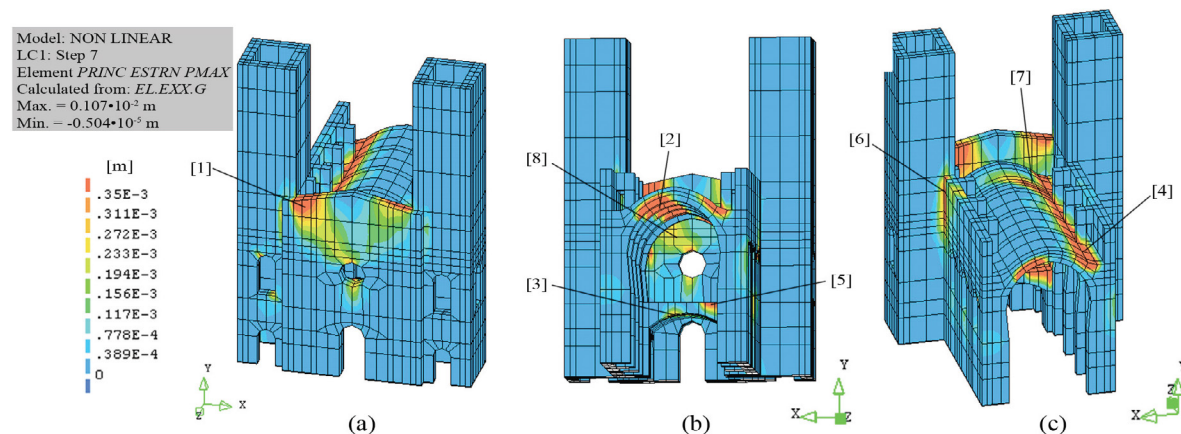 Model: NON LINEAR
LC1: Step 7
Element PRINC ESTRN PMAX
Calculated from: EL.EXX.G
Max. = 0.107•10⁻² m
Min. = -0.504•10⁻⁵ m
[m]
.35E-3
.311E-3
.272E-3
.233E-3
.194E-3
.156E-3
.117E-3
.778E-4
.389E-4
0
[1]
Y
X
Z
(a)
[2]
[8]
[3]
[5]
Y
X
Z
(b)
[7]
[6]
[4]
Y
Z
X
(c)